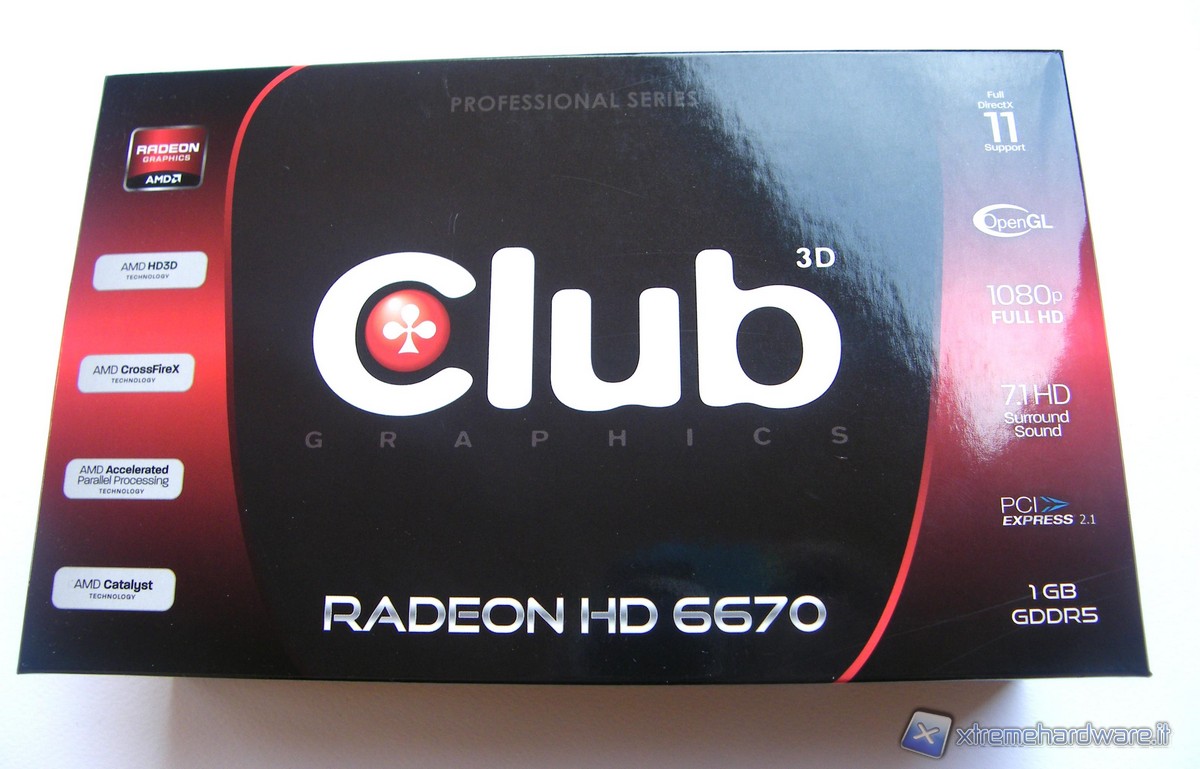 PROFESSIONAL SERIES
RADEON
GRAPHICS
AMD
AMD HD3D
TECHNOLOGY
AMD CrossFireX
TECHNOLOGY
AMD Accelerated
Parallel Processing
TECHNOLOGY
AMD Catalyst
TECHNOLOGY
Club
3D
GRAPHICS
RADEON HD 6670
Full
DirectX
11
Support
OpenGL
1080p
FULL HD
7.1 HD
Surround
Sound
PCI
EXPRESS 2.1
1 GB
GDDR5
xtremehardware.it